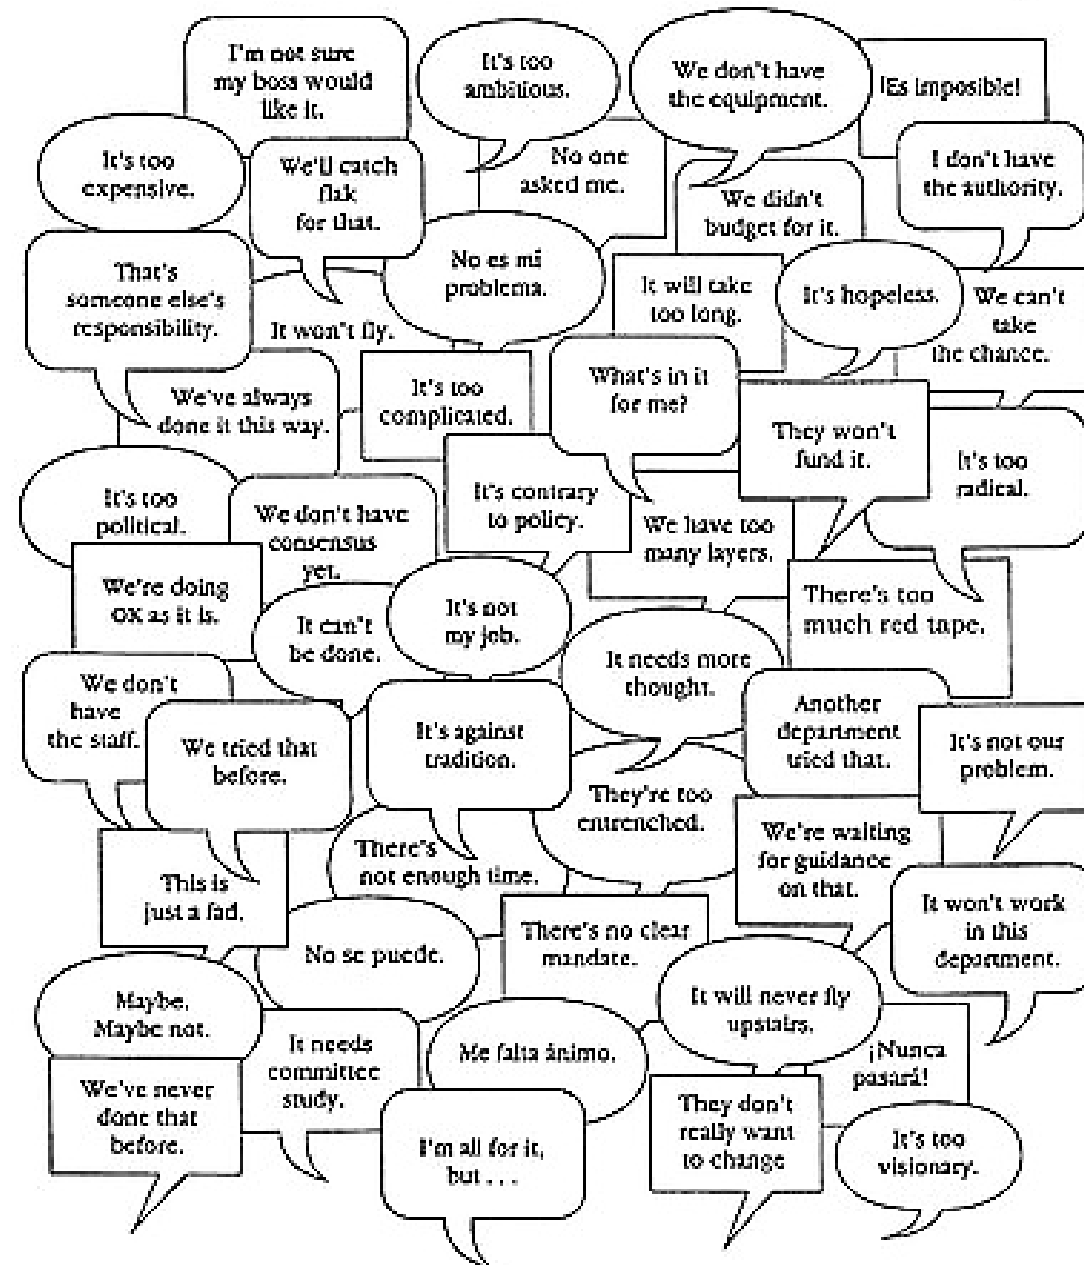 I'm not sure
my boss would
like it.
It's too
ambitious.
We don't have
the equipment.
¡Es imposible!
It's too
expensive.
We'll catch
flak
for that.
No one
asked me.
We didn't
budget for it.
I don't have
the authority.
That's
someone else's
responsibility.
It won't fly.
No es mi
problema.
It will take
too long.
It's hopeless.
We can't
take
the chance.
We've always
done it this way.
It's too
complicated.
What's in it
for me?
They won't
fund it.
It's too
radical.
It's too
political.
We don't have
consensus
yet.
It's contrary
to policy.
We have too
many layers.
We're doing
OK as it is.
It can't
be done.
It's not
my job.
There's too
much red tape.
It needs more
thought.
We don't
have
the staff.
We tried that
before.
It's against
tradition.
Another
department
tried that.
It's not our
problem.
They're too
entrenched.
We're waiting
for guidance
on that.
There's
not enough time.
This is
just a fad.
No se puede.
There's no clear
mandate.
It won't work
in this
department.
Maybe.
Maybe not.
It needs
committee
study.
Me falta ánimo.
It will never fly
upstairs.
¡Nunca
pasará!
We've never
done that
before.
I'm all for it,
but . . .
They don't
really want
to change
It's too
visionary.